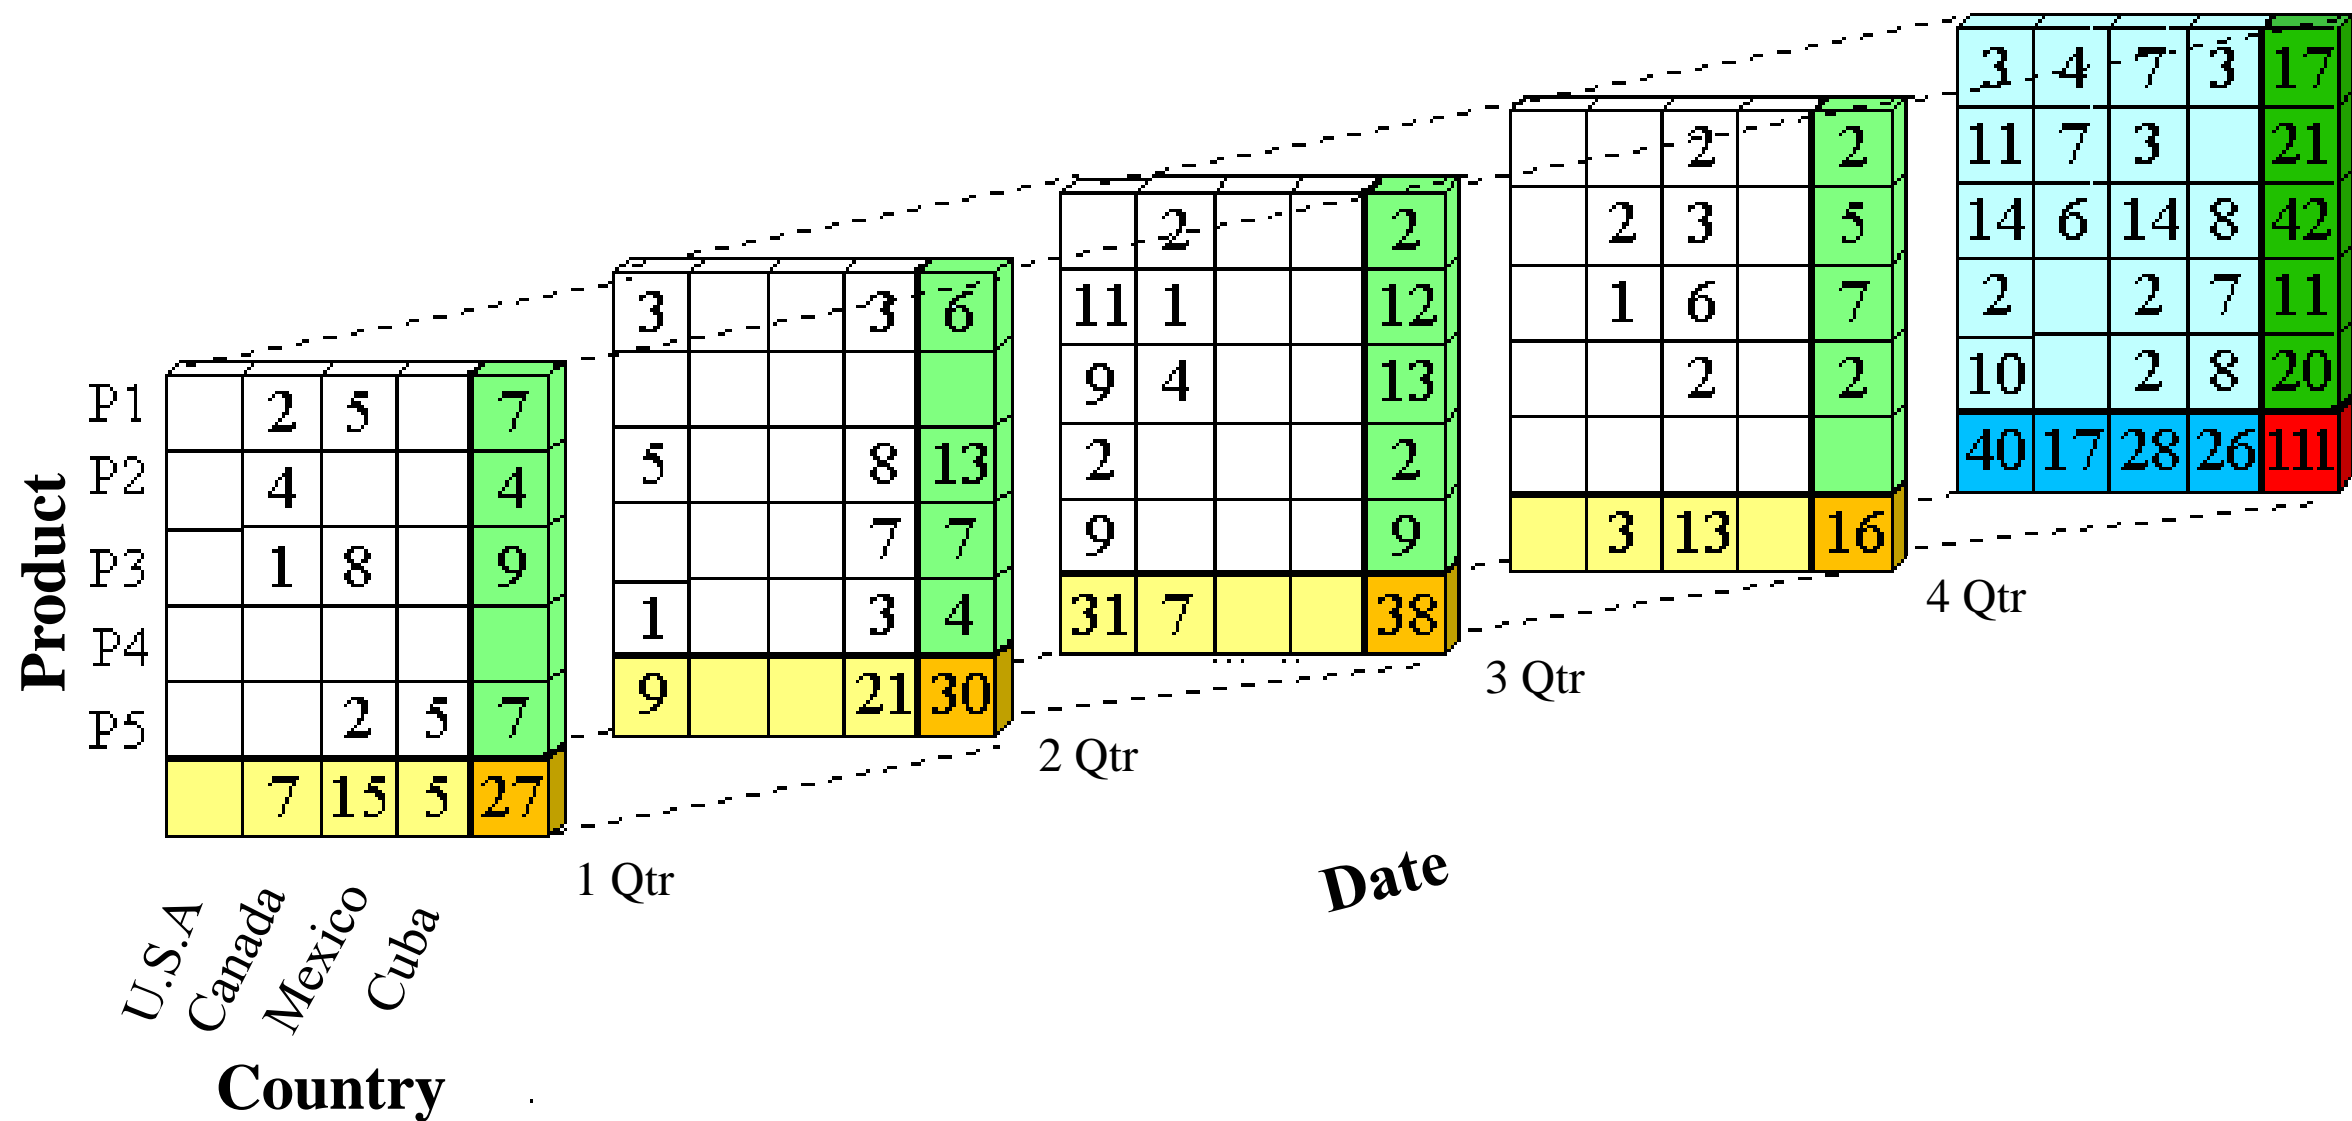 3 4 7 3 17
11 7 3 21
14 6 14 8 42
2 2 7 11
10 2 8 20
40 17 28 26 111
2 2
2 3 5
1 6 7
2 2
3 13 16
4 Qtr
2 2
11 1 12
9 4 13
2 2
9 9
31 7 38
3 Qtr
3 3 6
5 8 13
7 7
1 3 4
9 21 30
2 Qtr
Product
P1 2 5 7
P2 4 4
P3 1 8 9
P4
P5 2 5 7
7 15 5 27
1 Qtr
Date
U.S.A
Canada
Mexico
Cuba
Country